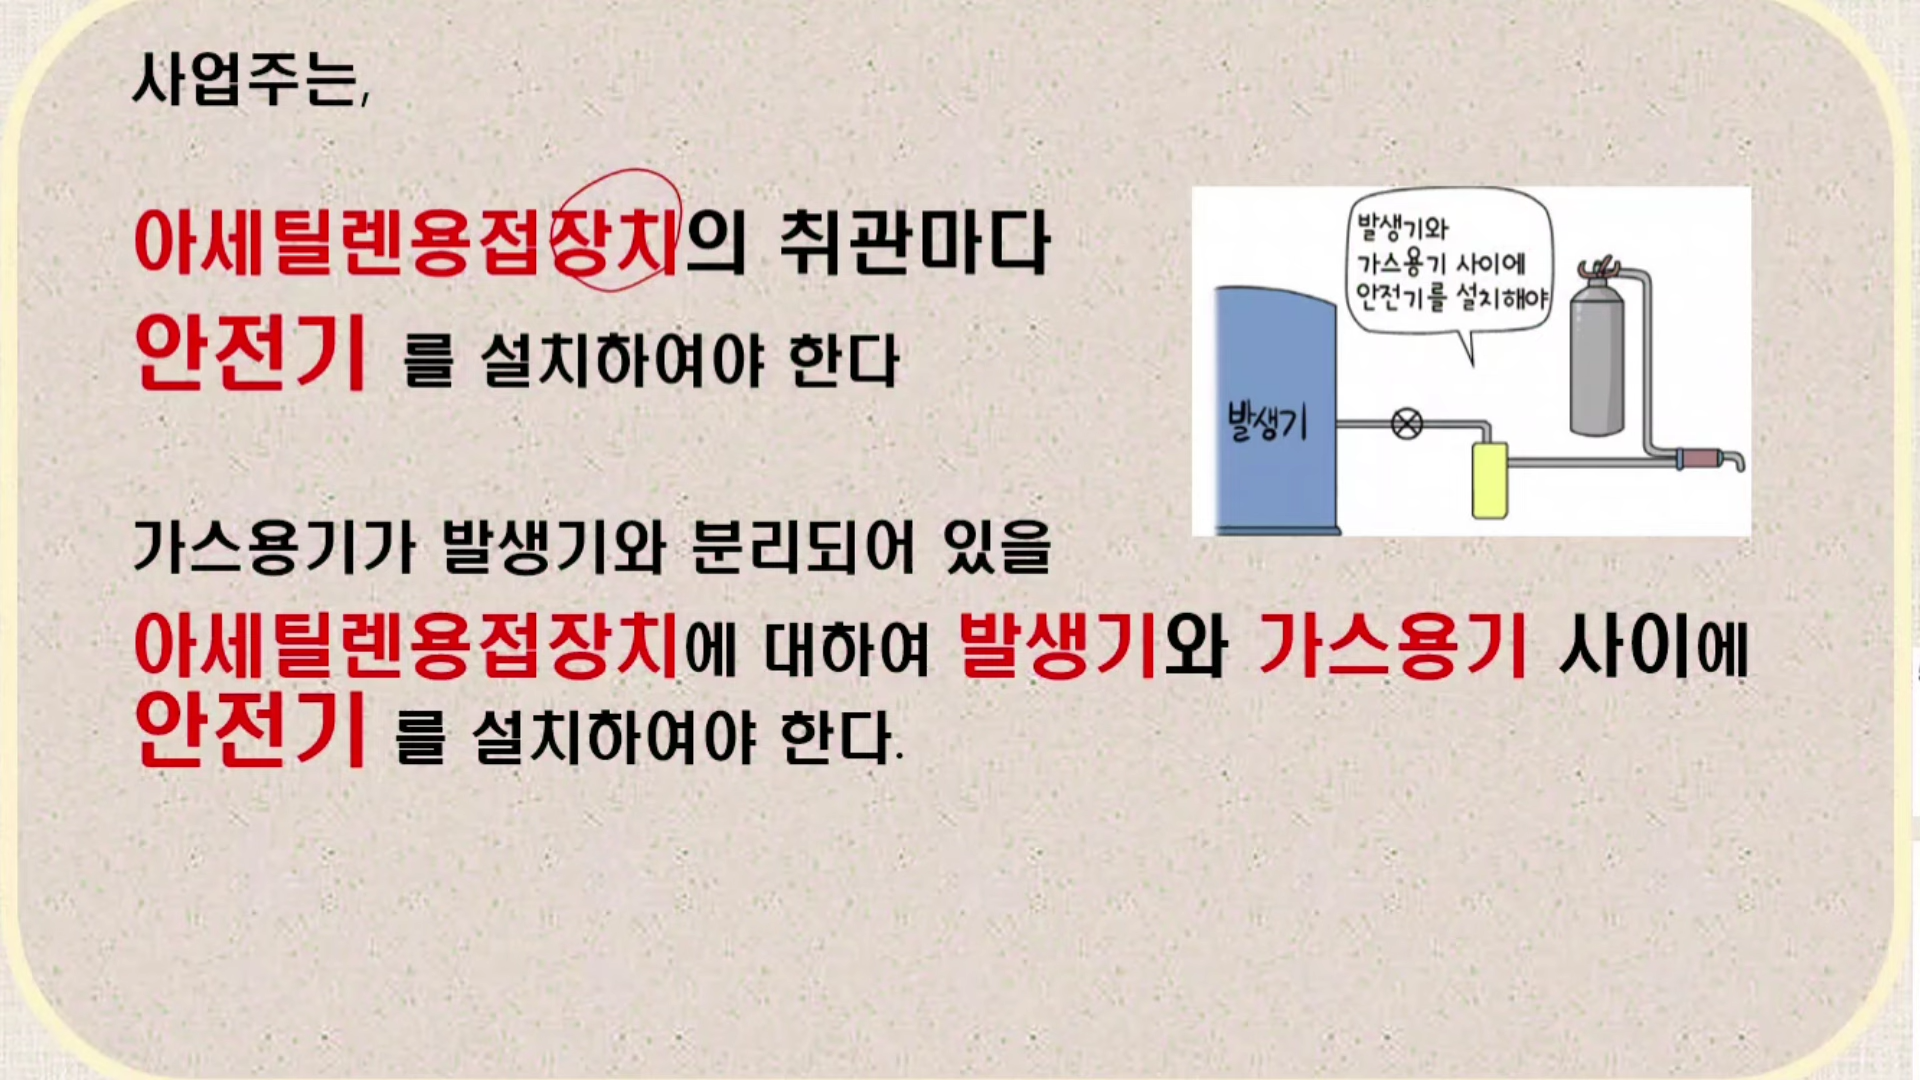 사업주는,
아세틸렌용접장치의 취관마다
안전기 를 설치하여야 한다
발생기와
가스용기 사이에
안전기를 설치해야
발생기
가스용기가 발생기와 분리되어 있을
아세틸렌용접장치에 대하여 발생기와 가스용기 사이에
안전기 를 설치하여야 한다.